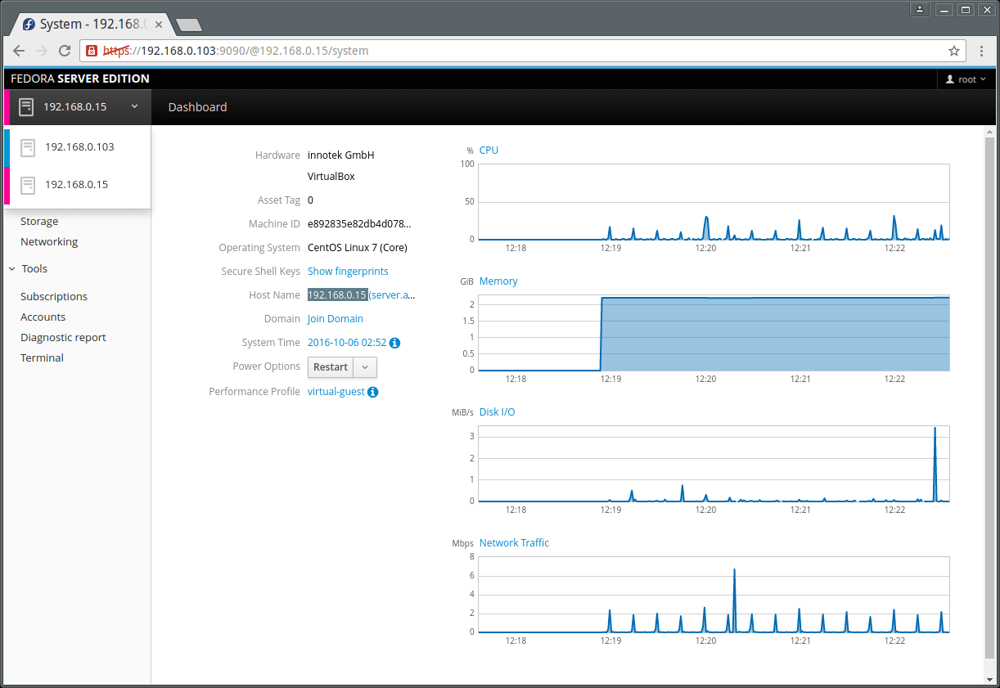 System - 192.168.0
https://192.168.0.103:9090/@192.168.0.15/system
FEDORA SERVER EDITION
root
192.168.0.15
Dashboard
192.168.0.103
192.168.0.15
Storage
Networking
Tools
Subscriptions
Accounts
Diagnostic report
Terminal
Hardware innotek GmbH
VirtualBox
Asset Tag 0
Machine ID e892835e82db4d078...
Operating System CentOS Linux 7 (Core)
Secure Shell Keys Show fingerprints
Host Name 192.168.0.15 (server.a...
Domain Join Domain
System Time 2016-10-06 02:52
Power Options Restart
Performance Profile virtual-guest
% CPU
100
50
0
12:18 12:19 12:20 12:21 12:22
GiB Memory
2
1.5
1
0.5
0
12:18 12:19 12:20 12:21 12:22
MiB/s Disk I/O
3
2
1
0
12:18 12:19 12:20 12:21 12:22
Mbps Network Traffic
8
6
4
2
0
12:18 12:19 12:20 12:21 12:22